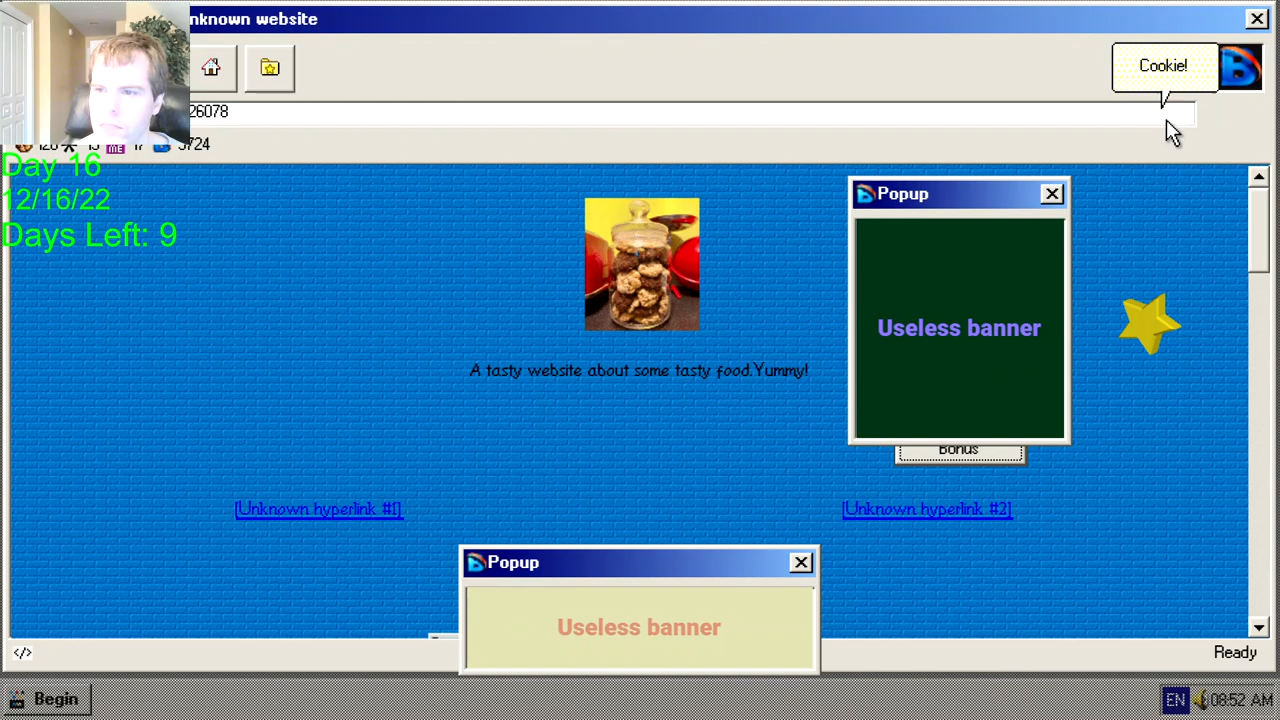 nknown website
Cookie!
26078
3724
Day 16
12/16/22
Days Left: 9
Popup
Useless banner
A tasty website about some tasty food.Yummy!
Bonus
[Unknown hyperlink #1]
[Unknown hyperlink #2]
Popup
Useless banner
</>
Ready
Begin
EN
08:52 AM